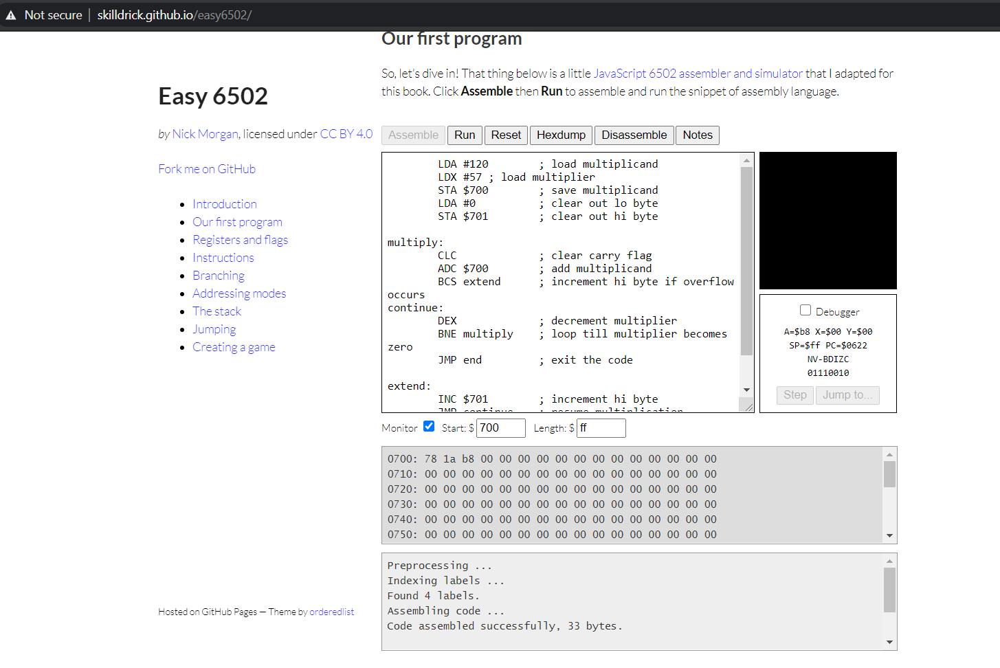 Not secure | skilldrick.github.io/easy6502/
Easy 6502
by Nick Morgan, licensed under CC BY 4.0
Fork me on GitHub
Introduction
Our first program
Registers and flags
Instructions
Branching
Addressing modes
The stack
Jumping
Creating a game
Hosted on GitHub Pages — Theme by orderedlist
Our first program
So, let's dive in! That thing below is a little JavaScript 6502 assembler and simulator that I adapted for
this book. Click Assemble then Run to assemble and run the snippet of assembly language.
Assemble Run Reset Hexdump Disassemble Notes
LDA #120 ; load multiplicand
LDX #57 ; load multiplier
STA $700 ; save multiplicand
LDA #0 ; clear out lo byte
STA $701 ; clear out hi byte
multiply:
CLC ; clear carry flag
ADC $700 ; add multiplicand
BCS extend ; increment hi byte if overflow
occurs
continue:
DEX ; decrement multiplier
BNE multiply ; loop till multiplier becomes
zero
JMP end ; exit the code
extend:
INC $701 ; increment hi byte
JMP continue ; resume multiplication
Debugger
A=$b8 X=$00 Y=$00
SP=$ff PC=$0622
NV-BDIZC
01110010
Step Jump to...
Monitor Start: $ 700 Length: $ ff
0700: 78 1a b8 00 00 00 00 00 00 00 00 00 00 00 00 00
0710: 00 00 00 00 00 00 00 00 00 00 00 00 00 00 00 00
0720: 00 00 00 00 00 00 00 00 00 00 00 00 00 00 00 00
0730: 00 00 00 00 00 00 00 00 00 00 00 00 00 00 00 00
0740: 00 00 00 00 00 00 00 00 00 00 00 00 00 00 00 00
0750: 00 00 00 00 00 00 00 00 00 00 00 00 00 00 00 00
Preprocessing ...
Indexing labels ...
Found 4 labels.
Assembling code ...
Code assembled successfully, 33 bytes.